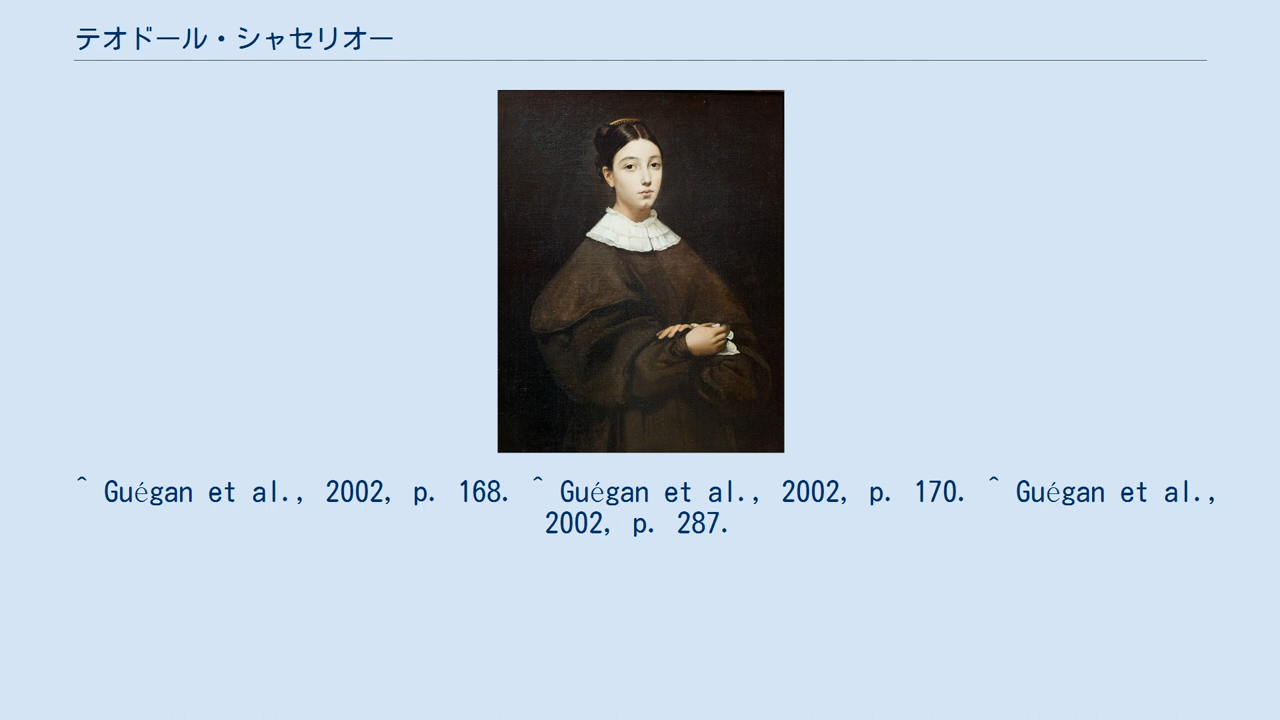 テオドール・シャセリオー
^ Guégan et al., 2002, p. 168. ^ Guégan et al., 2002, p. 170. ^ Guégan et al.,
2002, p. 287.